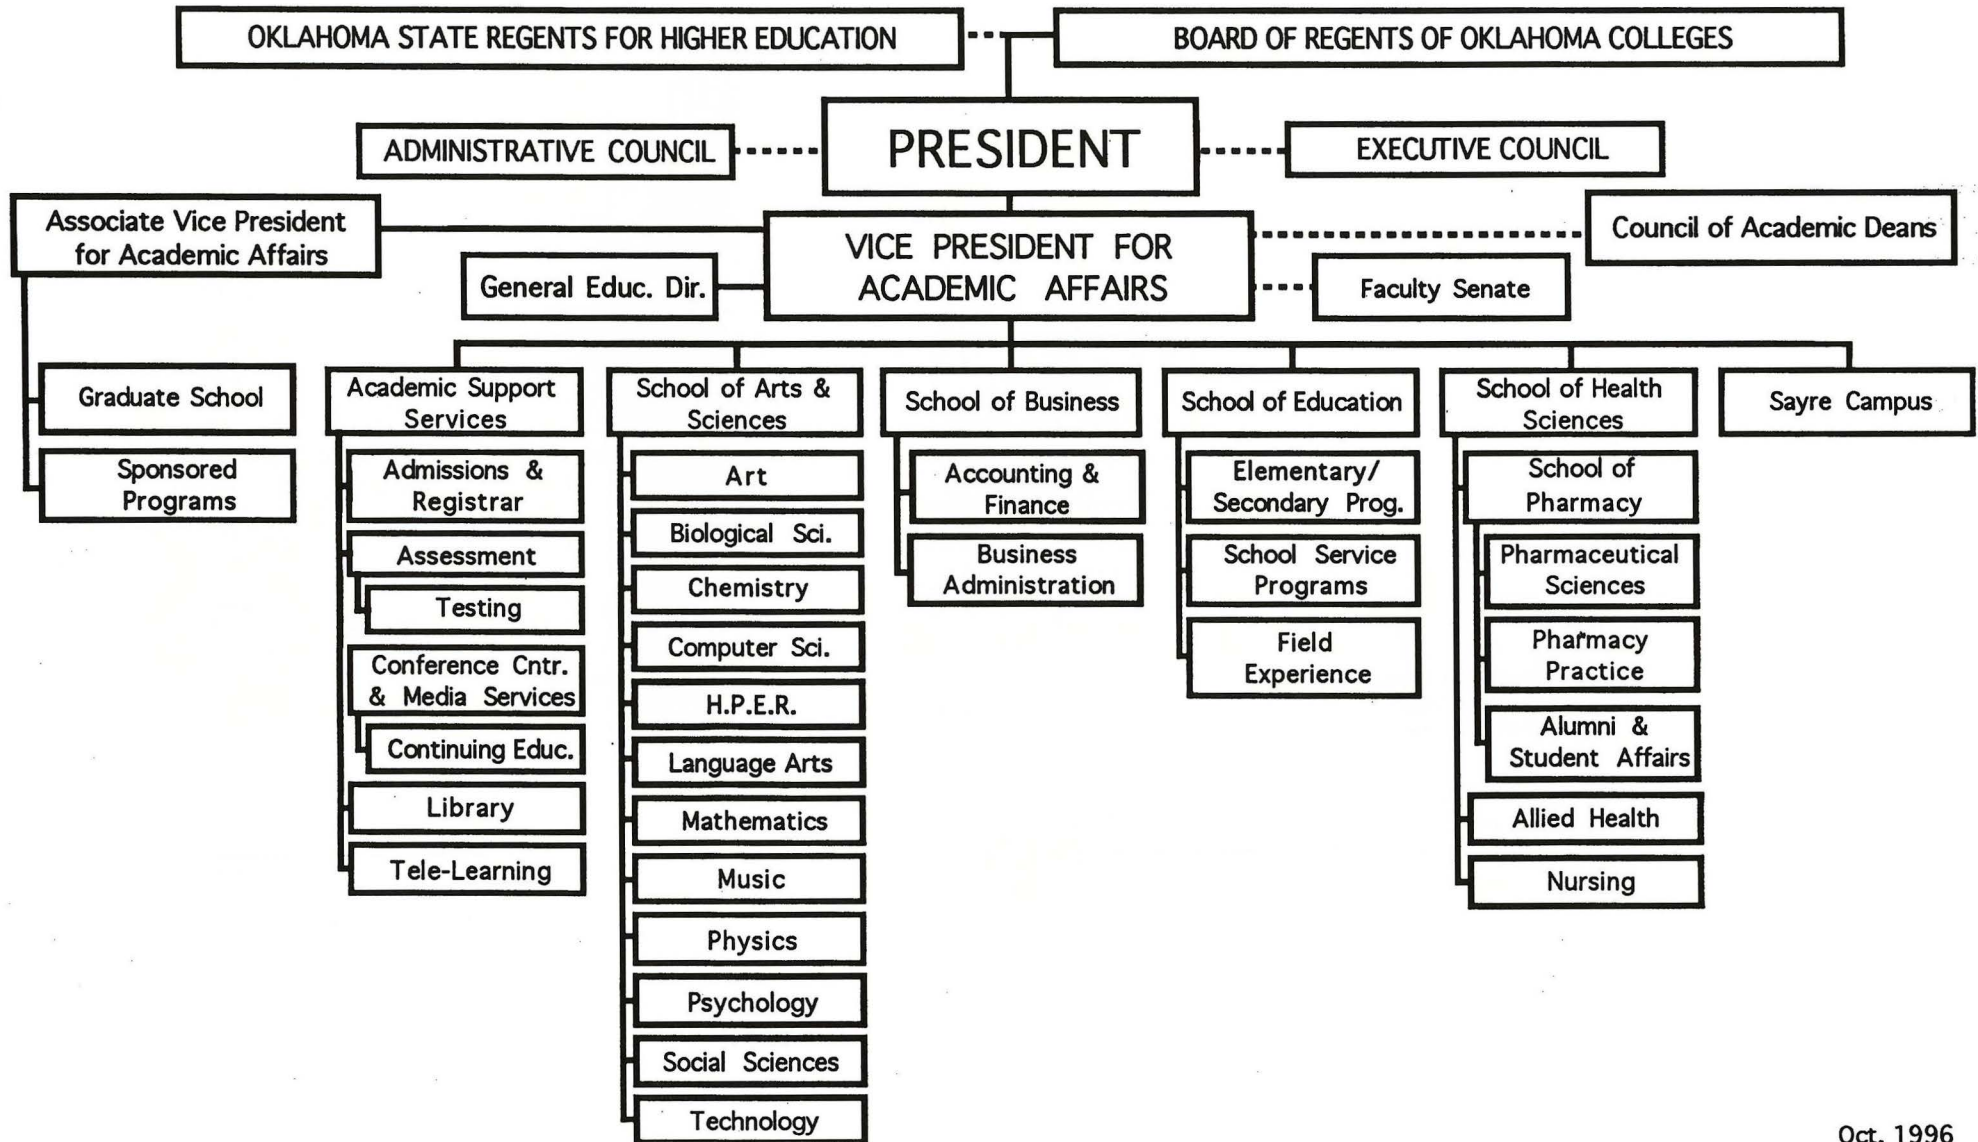 OKLAHOMA STATE REGENTS FOR HIGHER EDUCATION
BOARD OF REGENTS OF OKLAHOMA COLLEGES
ADMINISTRATIVE COUNCIL
PRESIDENT
EXECUTIVE COUNCIL
Associate Vice President
for Academic Affairs
General Educ. Dir.
VICE PRESIDENT FOR
ACADEMIC AFFAIRS
Council of Academic Deans
Faculty Senate
Graduate School
Sponsored
Programs
Academic Support
Services
Admissions &
Registrar
Assessment
Testing
Conference Cntr.
& Media Services
Continuing Educ.
Library
Tele-Learning
School of Arts &
Sciences
Art
Biological Sci.
Chemistry
Computer Sci.
H.P.E.R.
Language Arts
Mathematics
Music
Physics
Psychology
Social Sciences
Technology
School of Business
Accounting &
Finance
Business
Administration
School of Education
Elementary/
Secondary Prog.
School Service
Programs
Field
Experience
School of Health
Sciences
School of
Pharmacy
Pharmaceutical
Sciences
Pharmacy
Practice
Alumni &
Student Affairs
Allied Health
Nursing
Sayre Campus
Oct. 1996